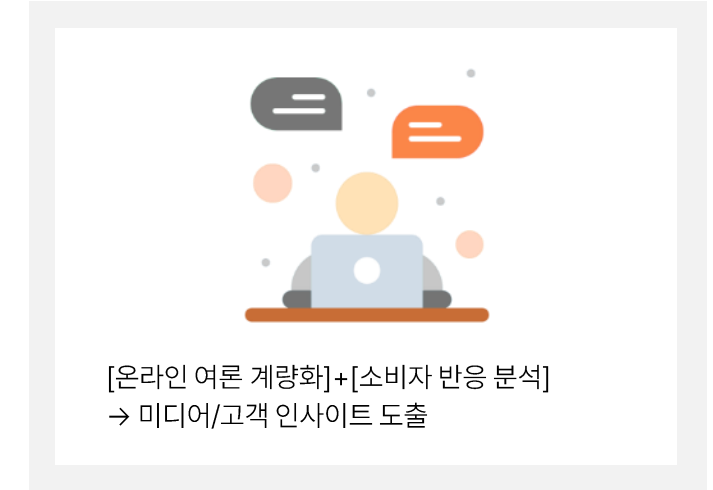 [온라인 여론 계량화]+[소비자 반응 분석]
→ 미디어/고객 인사이트 도출